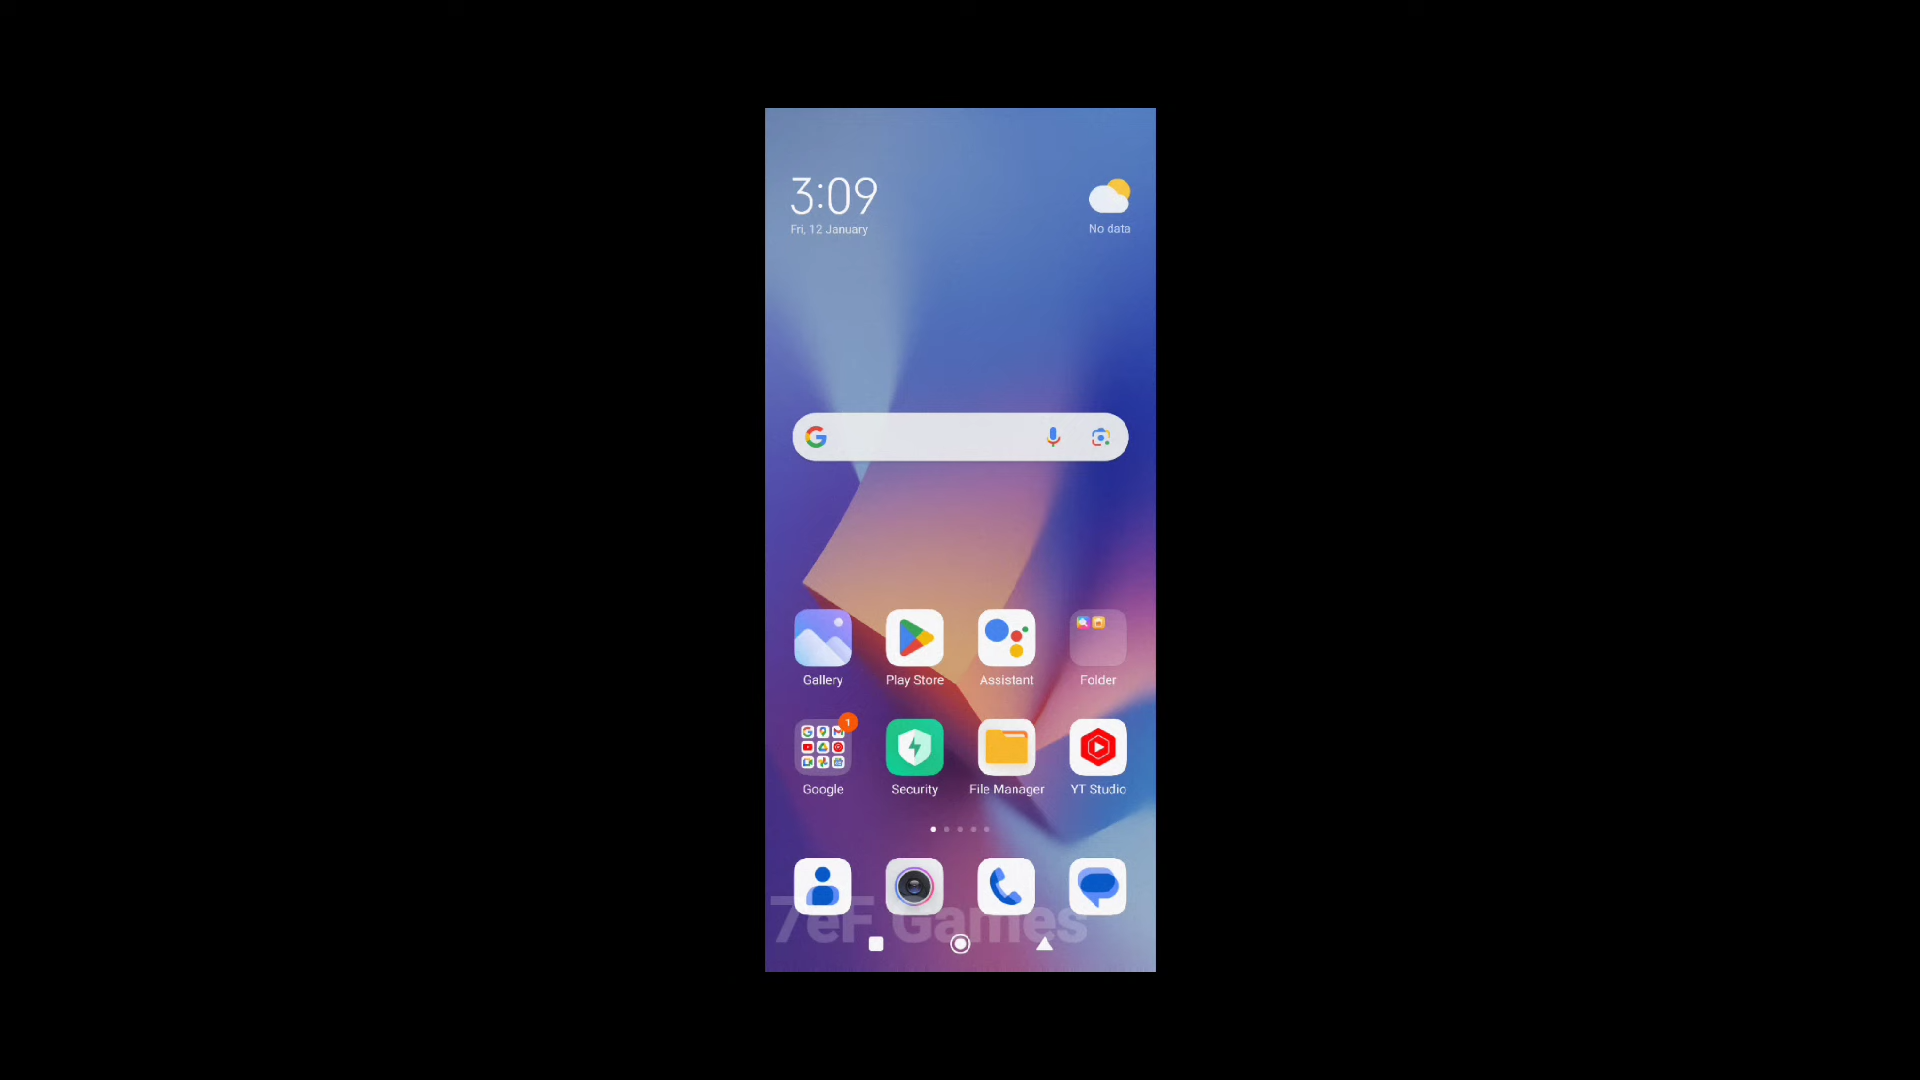 3:09
Fri, 12 January
No data
Gallery
Play Store
Assistant
Folder
1
Google
Security
File Manager
YT Studio
7eF Games